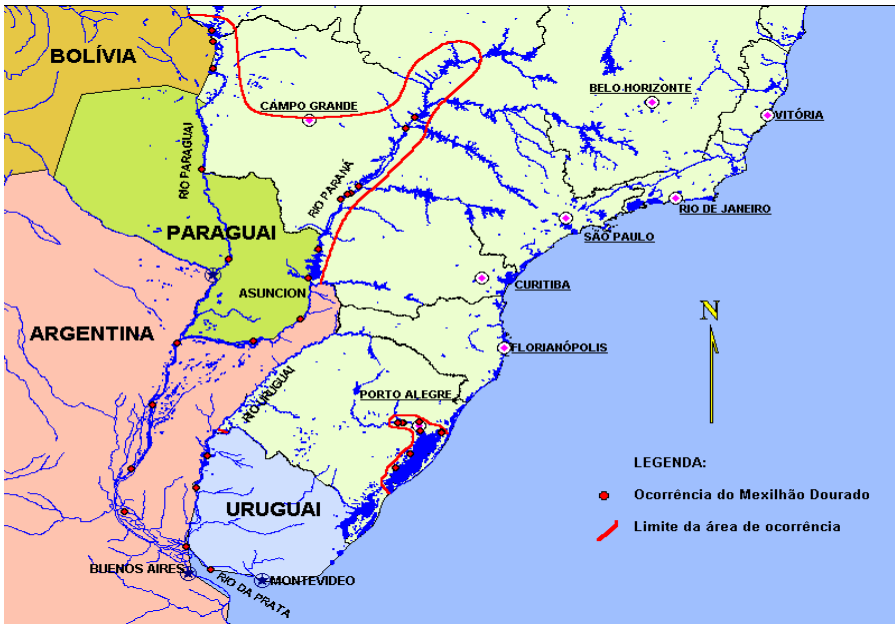 BOLÍVIA
CAMPO GRANDE
BELO-HORIZONTE
VITÓRIA
RIO PARAGUAI
RIO PARANÁ
RIO DE JANEIRO
PARAGUAI
SÃO PAULO
ASUNCION
CURITIBA
ARGENTINA
N
FLORIANÓPOLIS
RIO URUGUAI
PORTO ALEGRE
LEGENDA:
Ocorrência do Mexilhão Dourado
URUGUAI
Limite da área de ocorrência
BUENOS AIRES
MONTEVIDEO
RIO DA PRATA